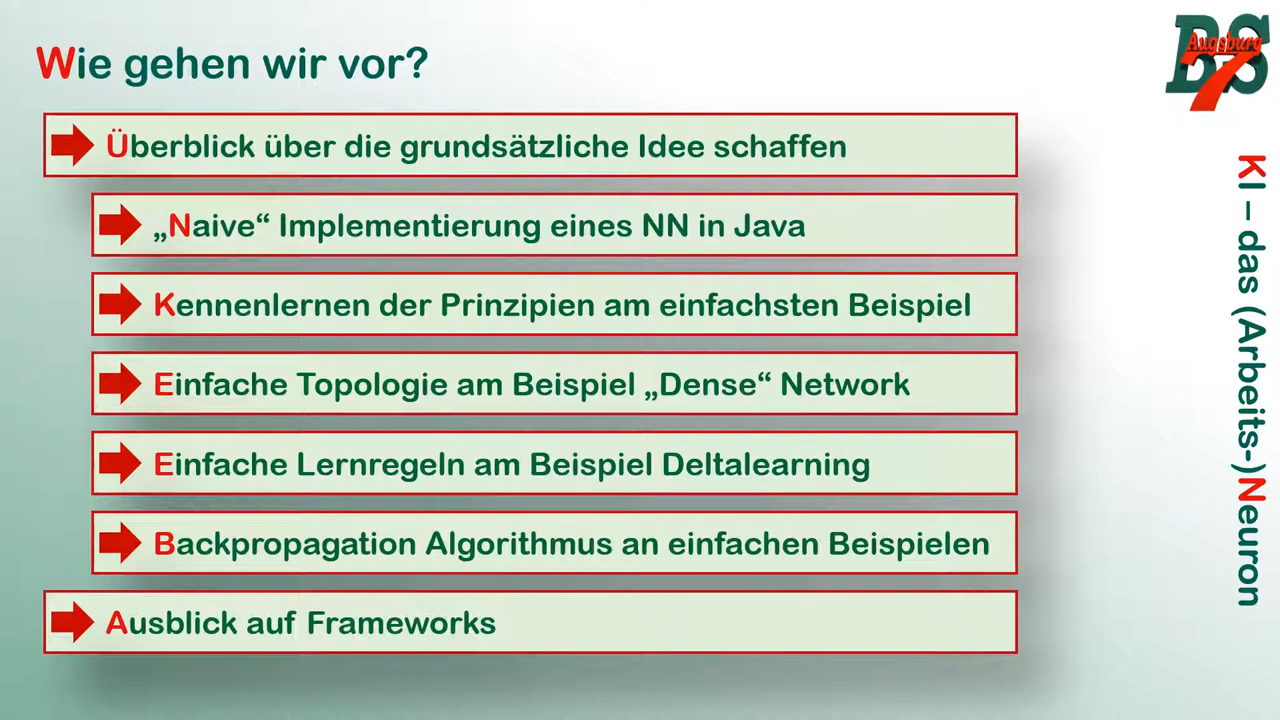 Wie gehen wir vor?
Überblick über die grundsätzliche Idee schaffen
„Naive“ Implementierung eines NN in Java
Kennenlernen der Prinzipien am einfachsten Beispiel
Einfache Topologie am Beispiel „Dense“ Network
Einfache Lernregeln am Beispiel Deltalearning
Backpropagation Algorithmus an einfachen Beispielen
Ausblick auf Frameworks
BS
Augsburg
7
KI – das (Arbeits-)Neuron